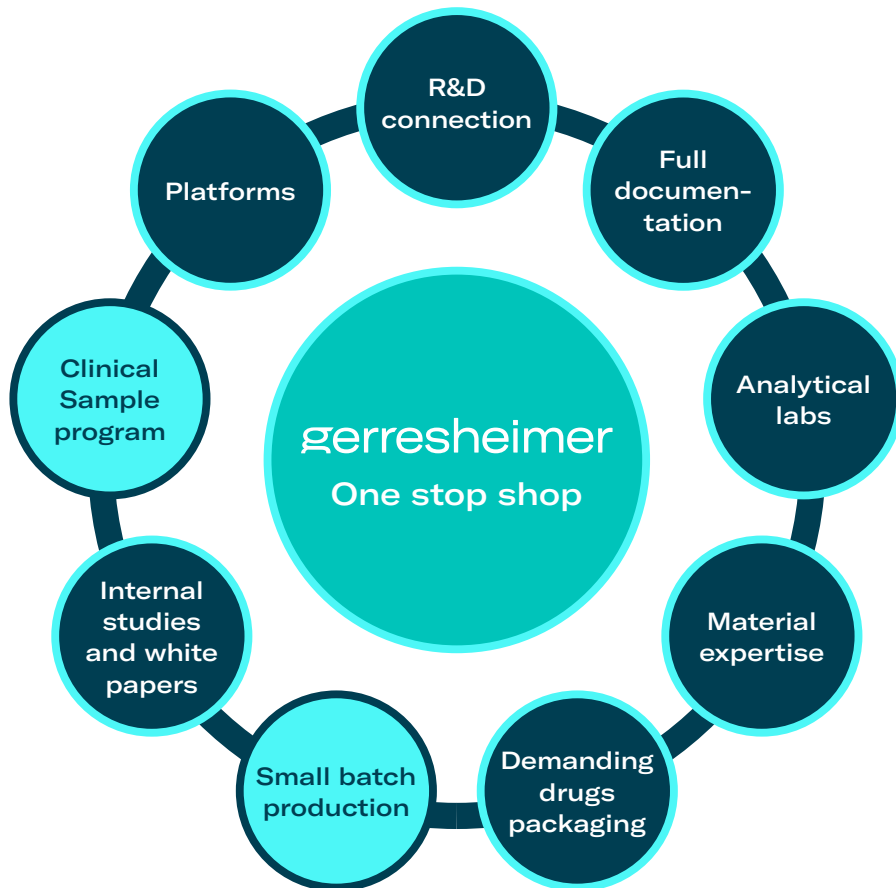 R&D
connection
Full
documen-
tation
Analytical
labs
Material
expertise
Demanding
drugs
packaging
Small batch
production
Internal
studies
and white
papers
Clinical
Sample
program
Platforms
gerresheimer
One stop shop